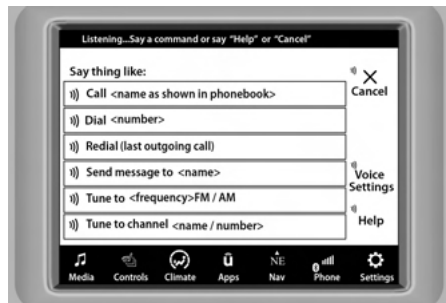 Listening...Say a command or say "Help" or "Cancel"
Say thing like:
Call <name as shown in phonebook>
Dial <number>
Redial (last outgoing call)
Send message to <name>
Tune to <frequency>FM / AM
Tune to channel <name / number>
Cancel
Voice
Settings
Help
ū
NE
Media Controls Climate Apps Nav Phone Settings